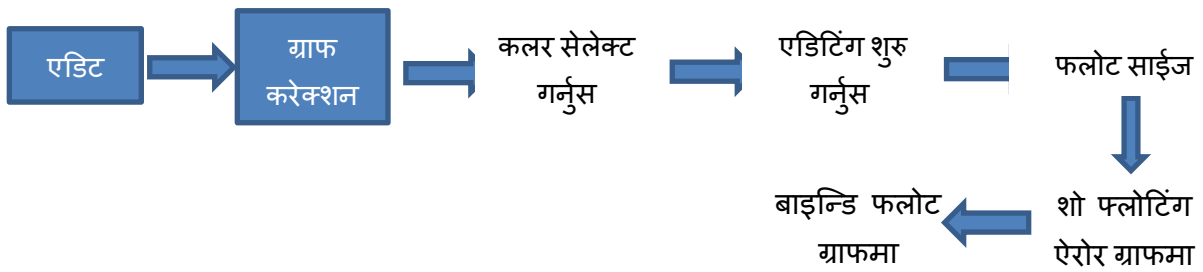 एडिट
ग्राफ
करेक्शन
कलर सेलेक्ट
गर्नुस
एडिटिंग शुरु
गर्नुस
फलोट साईज
शो फ्लोटिंग
ऐरोर ग्राफमा
बाइन्डि फलोट
ग्राफमा